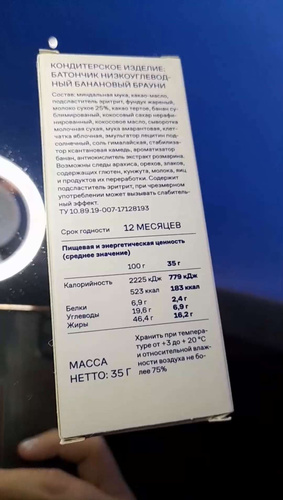 КОНДИТЕРСКОЕ ИЗДЕЛИЕ:
БАТОНЧИК НИЗКОУГЛЕВОД-
НЫЙ БАНАНОВЫЙ БРАУНИ
Состав: миндальная мука, какао-масло,
подсластитель эритрит, фундук жареный,
молоко сухое 25%, какао тертое, банан су-
блимированый, кокосовый сахар нерафи-
нированный, кокосовое масло, сыворотка
молочная сухая, мука амарантовая, клет-
чатка яблочная, эмульгатор лецитин под-
солнечный, соль гималайская, стабилиза-
тор ксантановая камедь, ароматизатор
банан, антиокислитель экстракт розмарина.
Возможны следы арахиса, орехов, злаков,
содержащих глютен, кунжута, молока, яиц
и продуктов их переработки. Содержит
подсластитель эритрит, при чрезмерном
употреблении может вызывать слабитель-
ный эффект.
ТУ 10.89.19-007-17128193
Срок годности 12 МЕСЯЦЕВ
Пищевая и энергетическая ценность
(среднее значение)
100 г 35 г
Калорийность 2225 кДж 779 кДж
523 ккал 183 ккал
Белки 6,9 г 2,4 г
Углеводы 19,6 г 6,9 г
Жиры 46,4 г 16,2 г
МАССА
НЕТТО: 35 Г
Хранить при темпера-
туре от +3 до + 20 °С
и относительной влаж-
ности воздуха не бо-
лее 75%